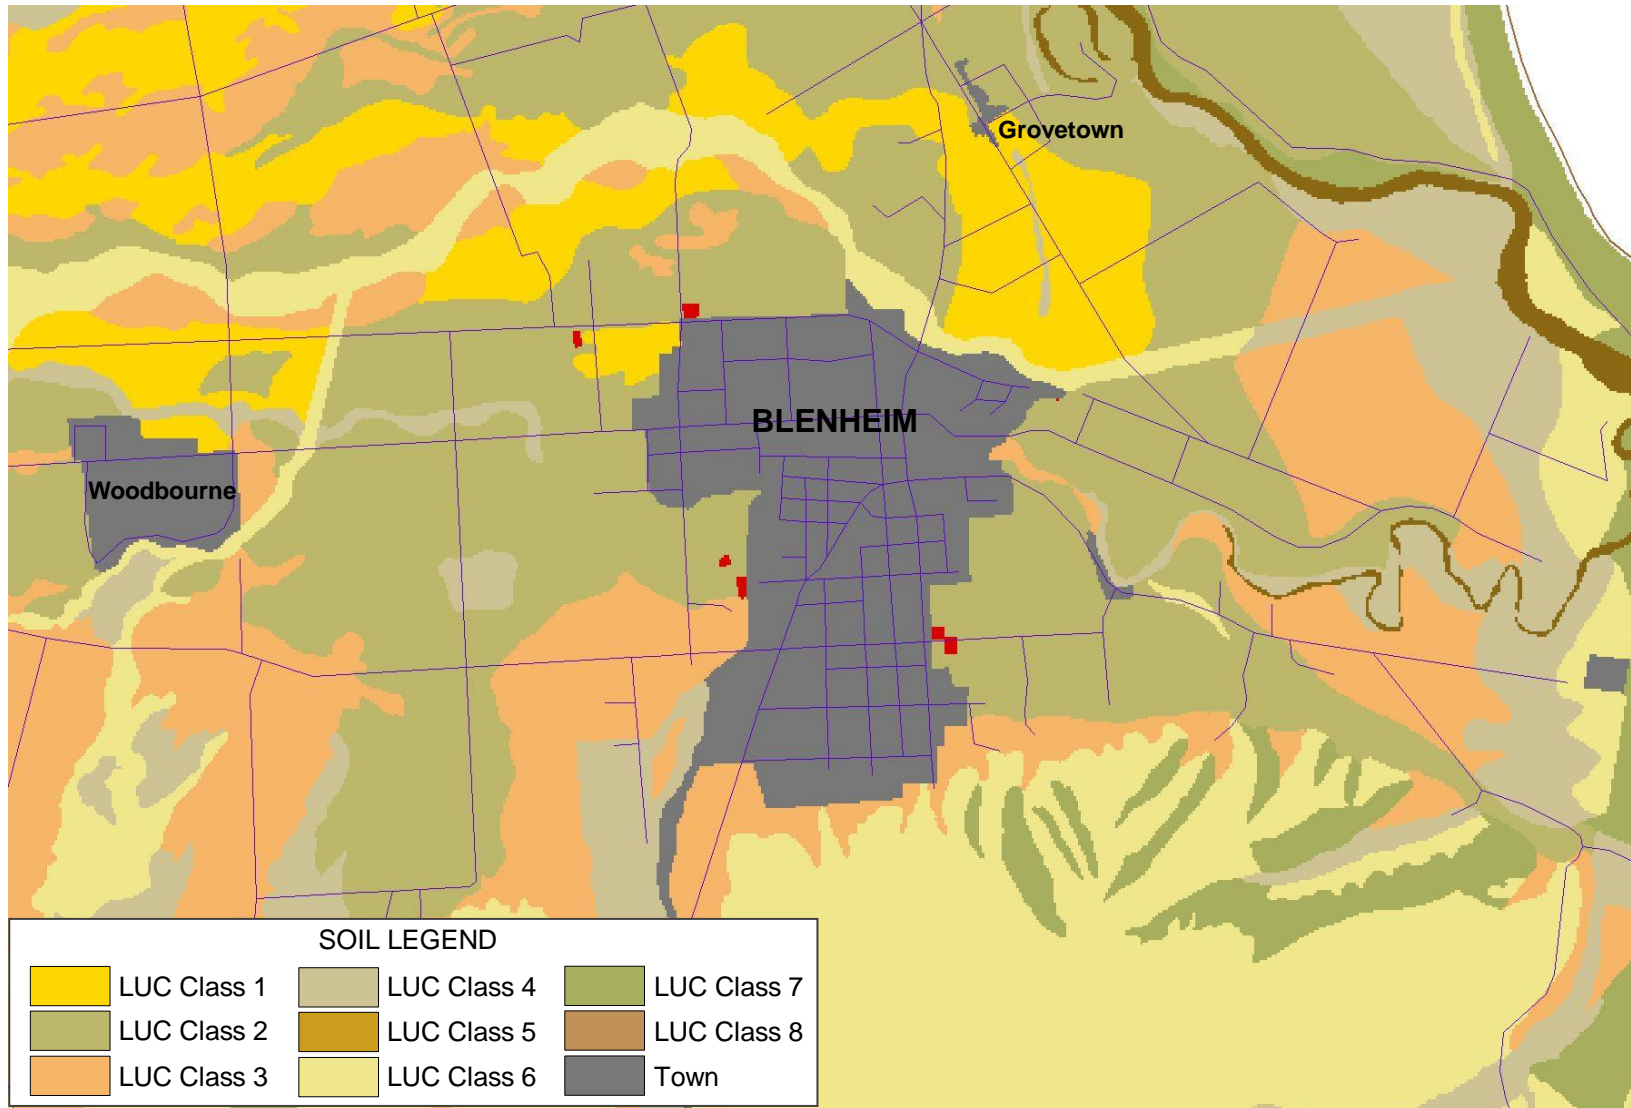 Grovetown
BLENHEIM
Woodbourne
SOIL LEGEND
LUC Class 1
LUC Class 4
LUC Class 7
LUC Class 2
LUC Class 5
LUC Class 8
LUC Class 3
LUC Class 6
Town